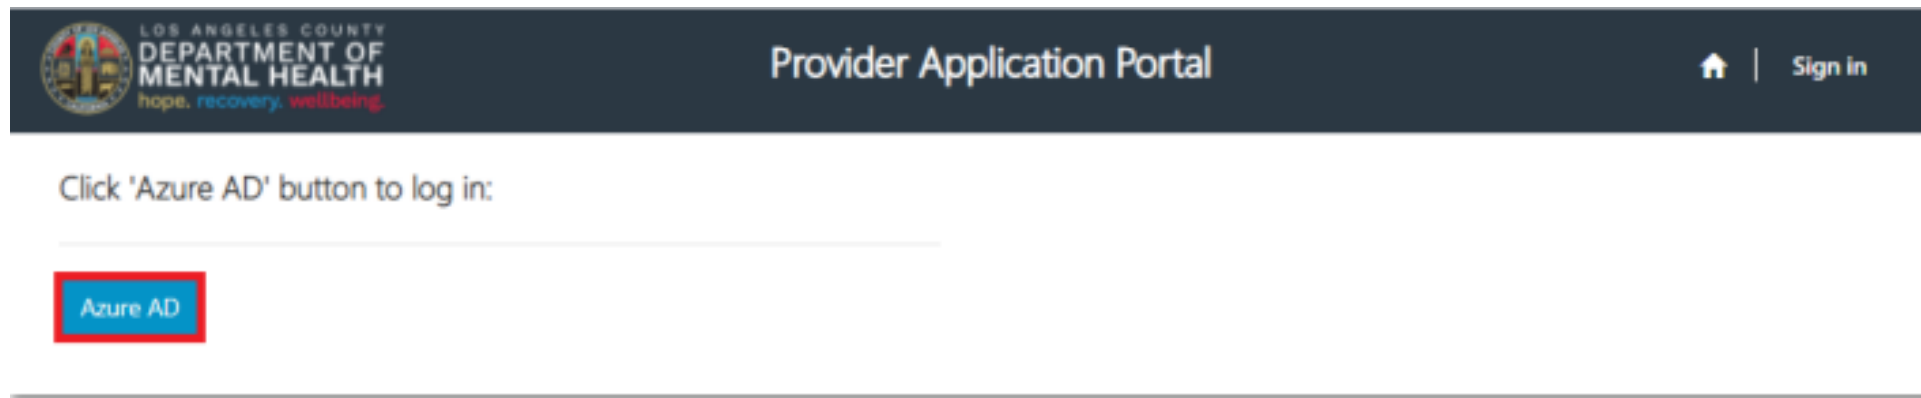 LOS ANGELES COUNTY
DEPARTMENT OF
MENTAL HEALTH
hope. recovery. wellbeing.
Provider Application Portal
Sign in
Click 'Azure AD' button to log in:
Azure AD